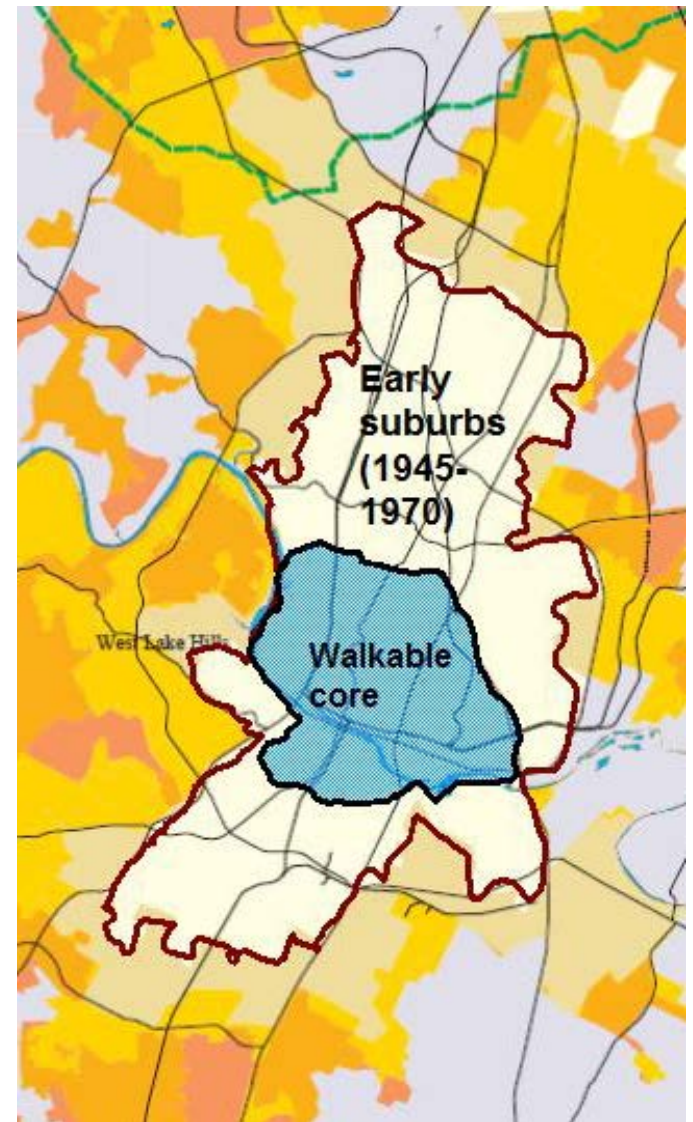 Early
suburbs
(1945-
1970)
West Lake Hills
Walkable
core